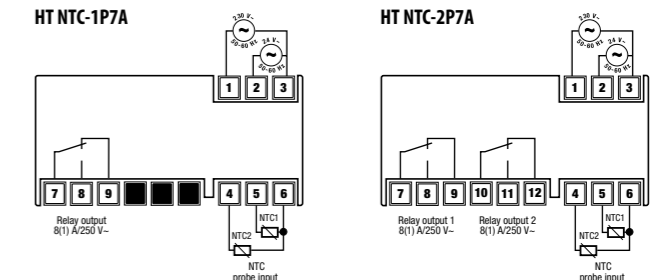 HT NTC-1P7A
230 V~
50-60 Hz
24 V~
50-60 Hz
1 2 3
7 8 9 4 5 6
Relay output
8(1) A/250 V~
NTC1
NTC2
NTC
probe input
HT NTC-2P7A
230 V~
50-60 Hz
24 V~
50-60 Hz
1 2 3
7 8 9 10 11 12 4 5 6
Relay output 1
8(1) A/250 V~
Relay output 2
8(1) A/250 V~
NTC1
NTC2
NTC
probe input